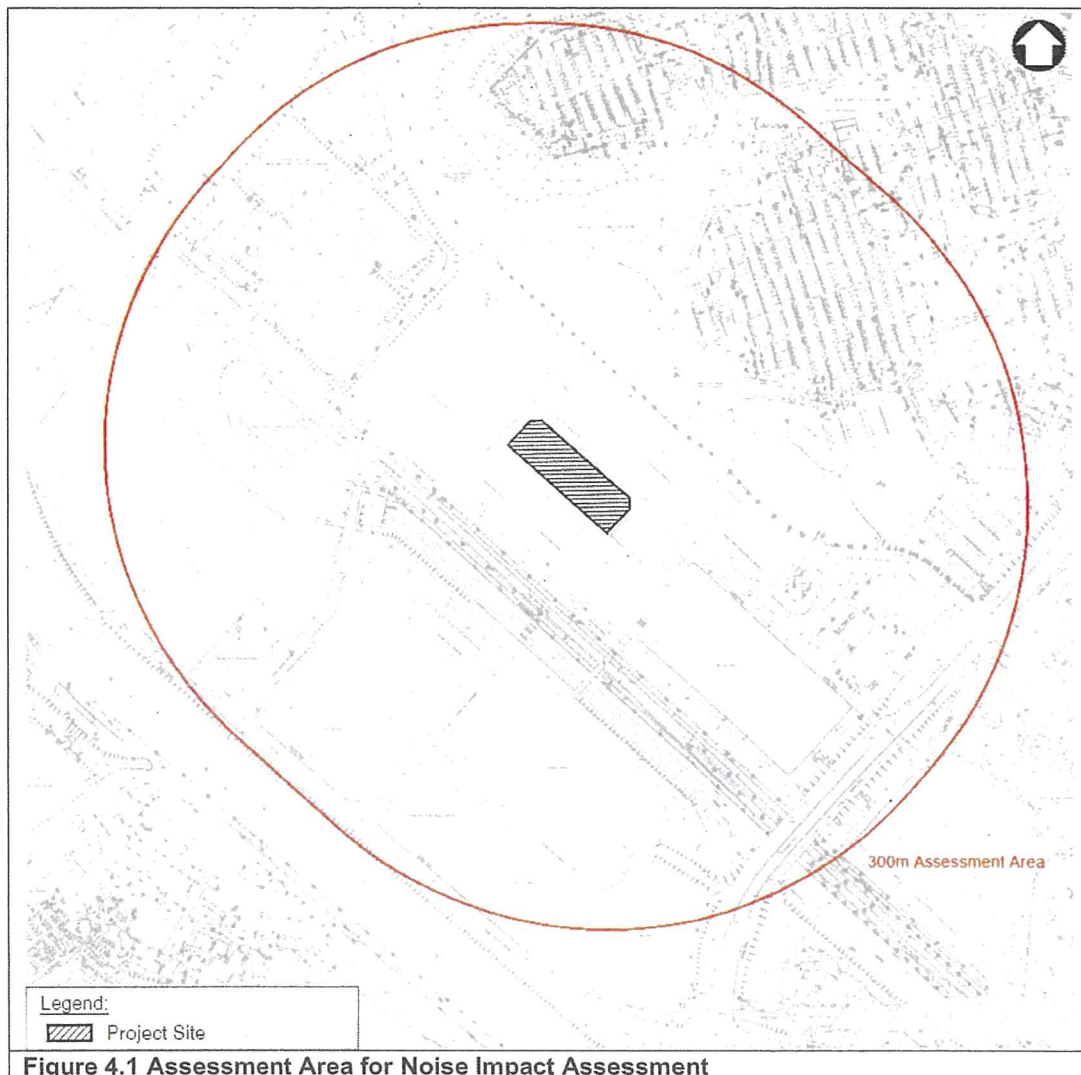 300m Assessment Area
Legend:
Project Site
Figure 4.1 Assessment Area for Noise Impact Assessment